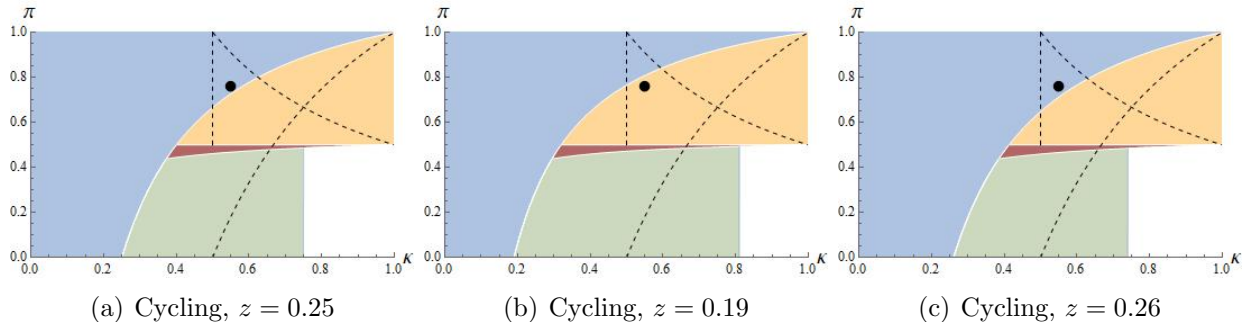 π π π
1.0 1.0 1.0
0.8 0.8 0.8
0.6 0.6 0.6
0.4 0.4 0.4
0.2 0.2 0.2
0.0 0.0 0.0
0.0 0.2 0.4 0.6 0.8 1.0 κ 0.0 0.2 0.4 0.6 0.8 1.0 κ 0.0 0.2 0.4 0.6 0.8 1.0 κ
(a) Cycling, z = 0.25 (b) Cycling, z = 0.19 (c) Cycling, z = 0.26